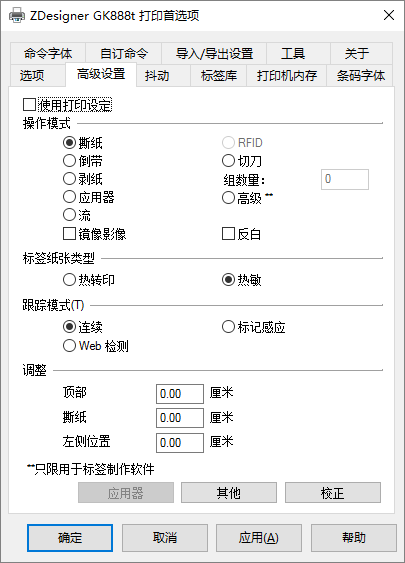 ZDesigner GK888t 打印首选项
命令字体 自订命令 导入/导出设置 工具 关于
选项 高级设置 抖动 标签库 打印机内存 条码字体
使用打印设定
操作模式
撕纸 RFID
倒带 切刀
剥纸 组数量: 0
应用器 高级 **
流
镜像影像 反白
标签纸张类型
热转印 热敏
跟踪模式(T)
连续 标记感应
Web 检测
调整
顶部 0.00 厘米
撕纸 0.00 厘米
左侧位置 0.00 厘米
**只限用于标签制作软件
应用器 其他 校正
确定 取消 应用(A) 帮助